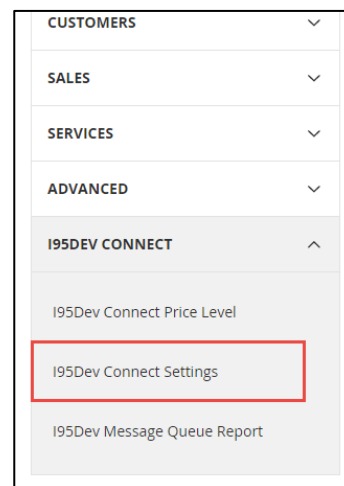 CUSTOMERS
SALES
SERVICES
ADVANCED
I95DEV CONNECT
I95Dev Connect Price Level
I95Dev Connect Settings
I95Dev Message Queue Report